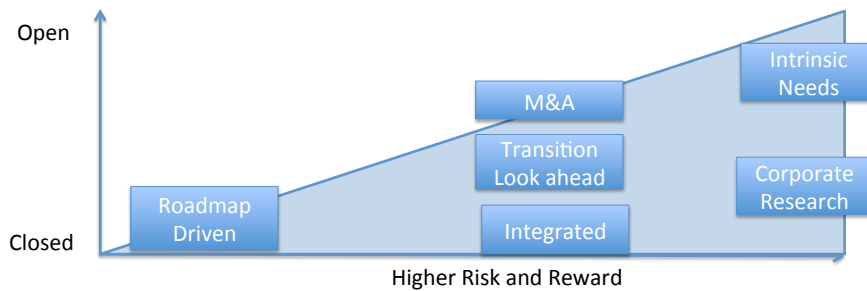 Open
Intrinsic
Needs
M&A
Transition
Look ahead
Corporate
Research
Roadmap
Driven
Integrated
Closed
Higher Risk and Reward